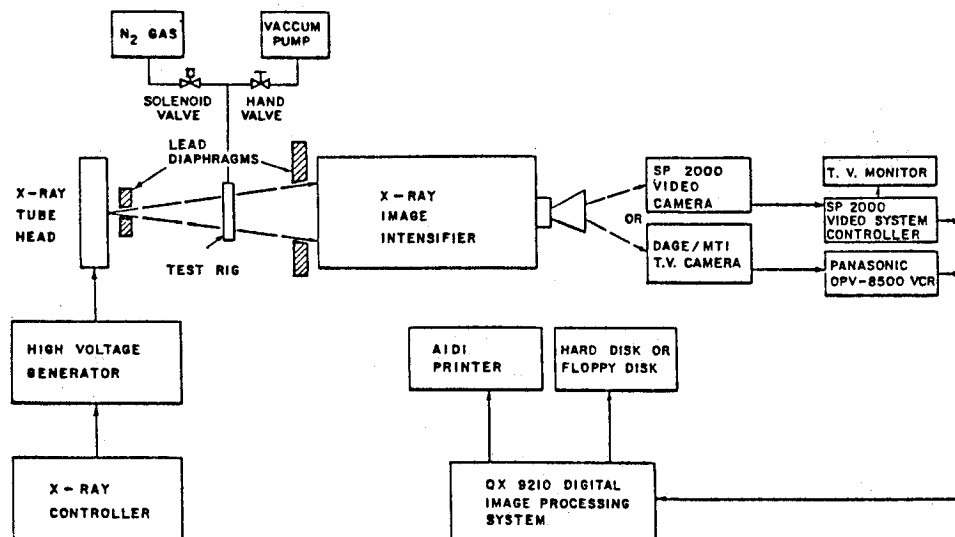 N2 GAS
VACCUM
PUMP
SOLENOID
VALVE
HAND
VALVE
LEAD
DIAPHRAGMS
X-RAY
TUBE
HEAD
TEST RIG
X-RAY
IMAGE
INTENSIFIER
SP 2000
VIDEO
CAMERA
OR
DAGE/MTI
T.V. CAMERA
T. V. MONITOR
SP 2000
VIDEO SYSTEM
CONTROLLER
PANASONIC
OPV-8500 VCR
HIGH VOLTAGE
GENERATOR
AIDI
PRINTER
HARD DISK OR
FLOPPY DISK
X-RAY
CONTROLLER
QX 9210 DIGITAL
IMAGE PROCESSING
SYSTEM